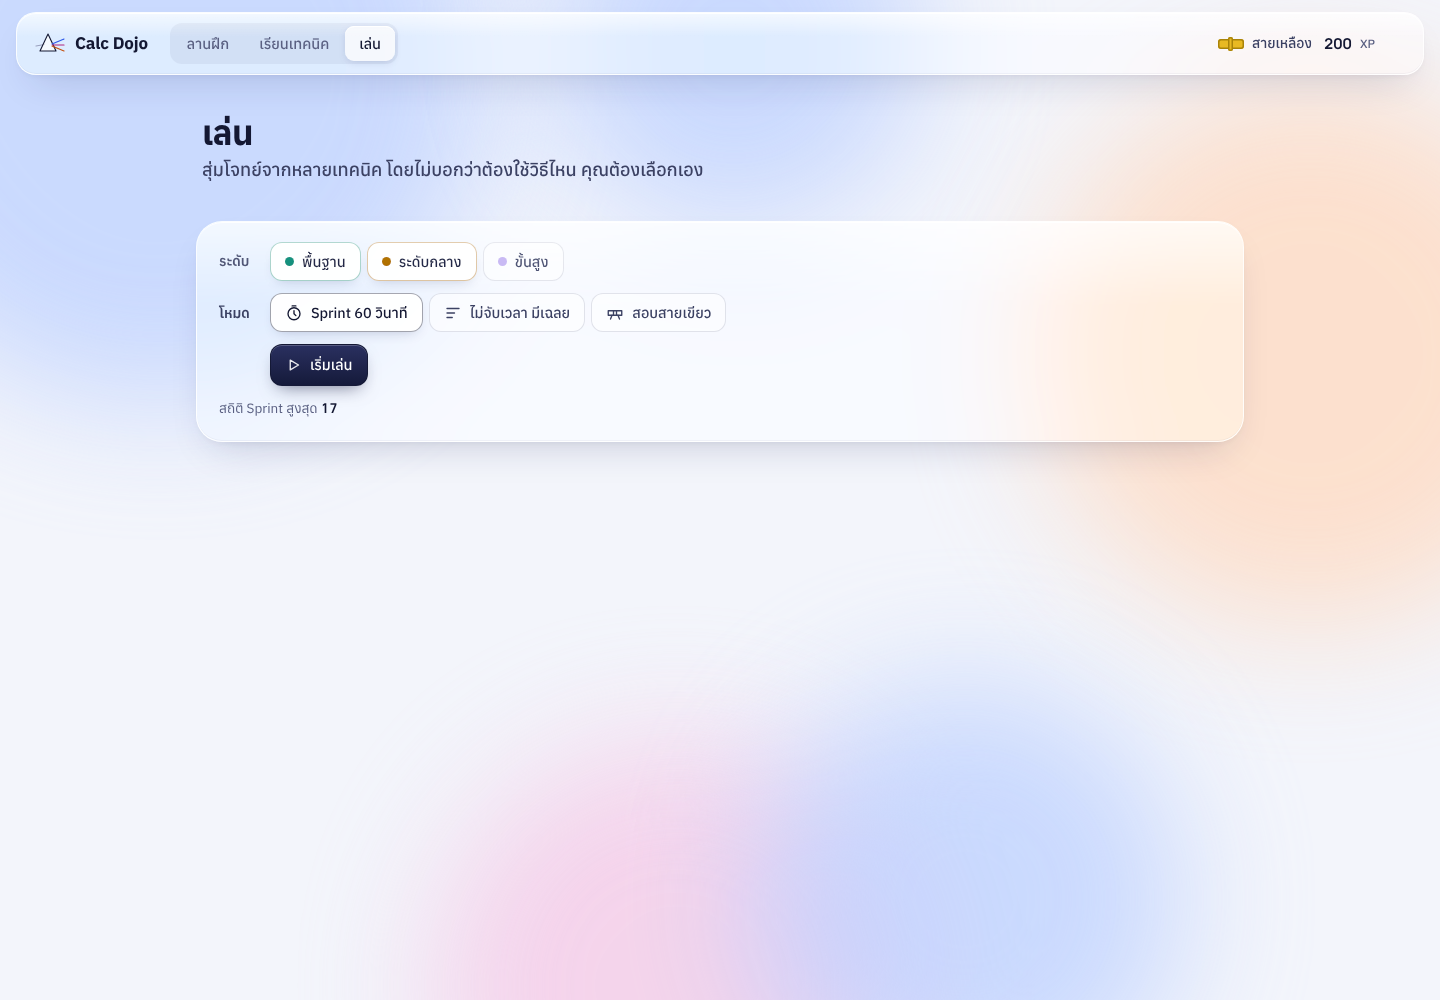 Calc Dojo ลานฝึก เรียนเทคนิค เล่น สายเหลือง 200 XP
เล่น
สุ่มโจทย์จากหลายเทคนิค โดยไม่บอกว่าต้องใช้วิธีไหน คุณต้องเลือกเอง
ระดับ พื้นฐาน ระดับกลาง ขั้นสูง
โหมด Sprint 60 วินาที ไม่จับเวลา มีเฉลย สอบสายเขียว
เริ่มเล่น
สถิติ Sprint สูงสุด 17